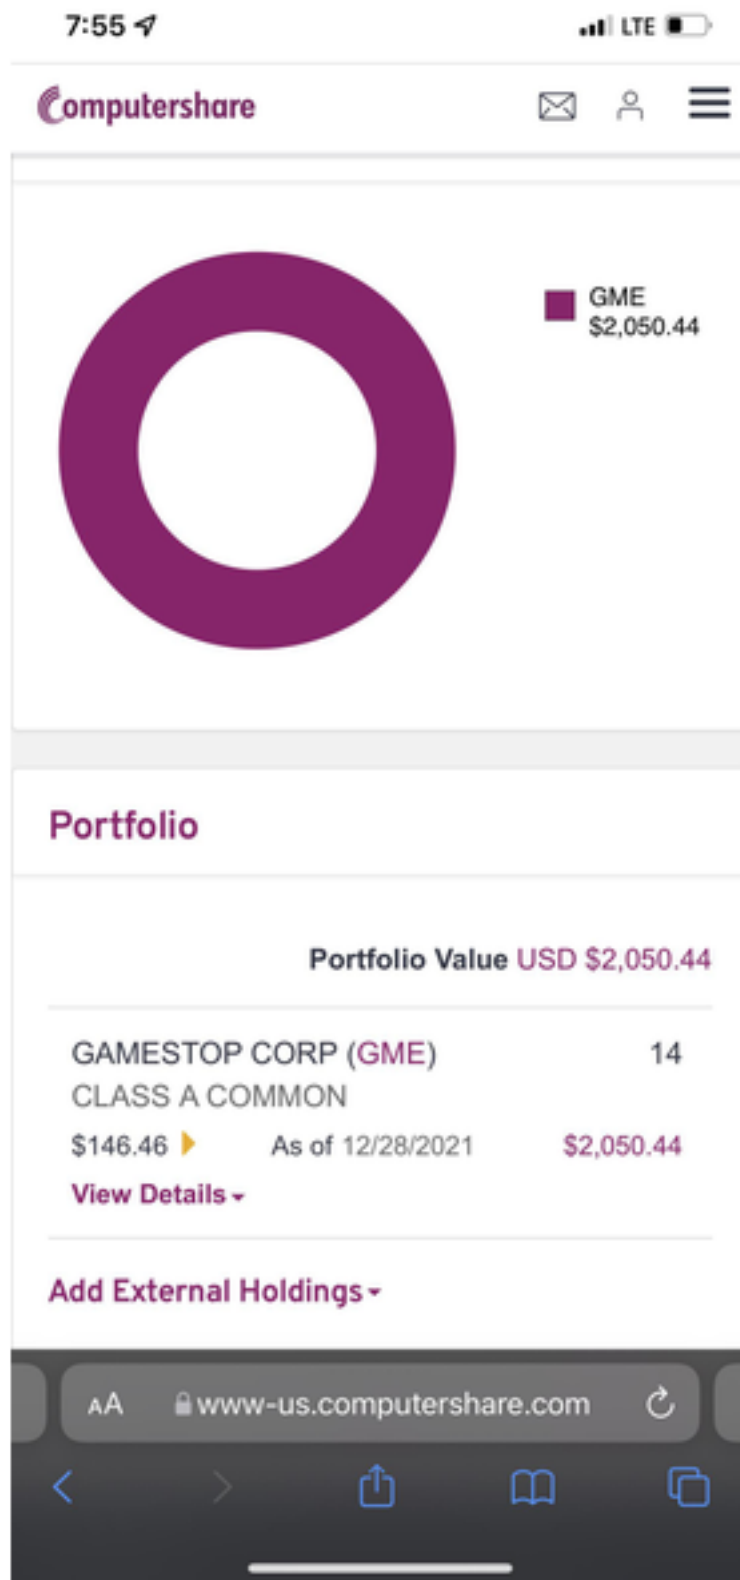 7:55
LTE
Computershare
GME
$2,050.44
Portfolio
Portfolio Value USD $2,050.44
GAMESTOP CORP (GME) 14
CLASS A COMMON
$146.46 As of 12/28/2021 $2,050.44
View Details
Add External Holdings
AA www-us.computershare.com